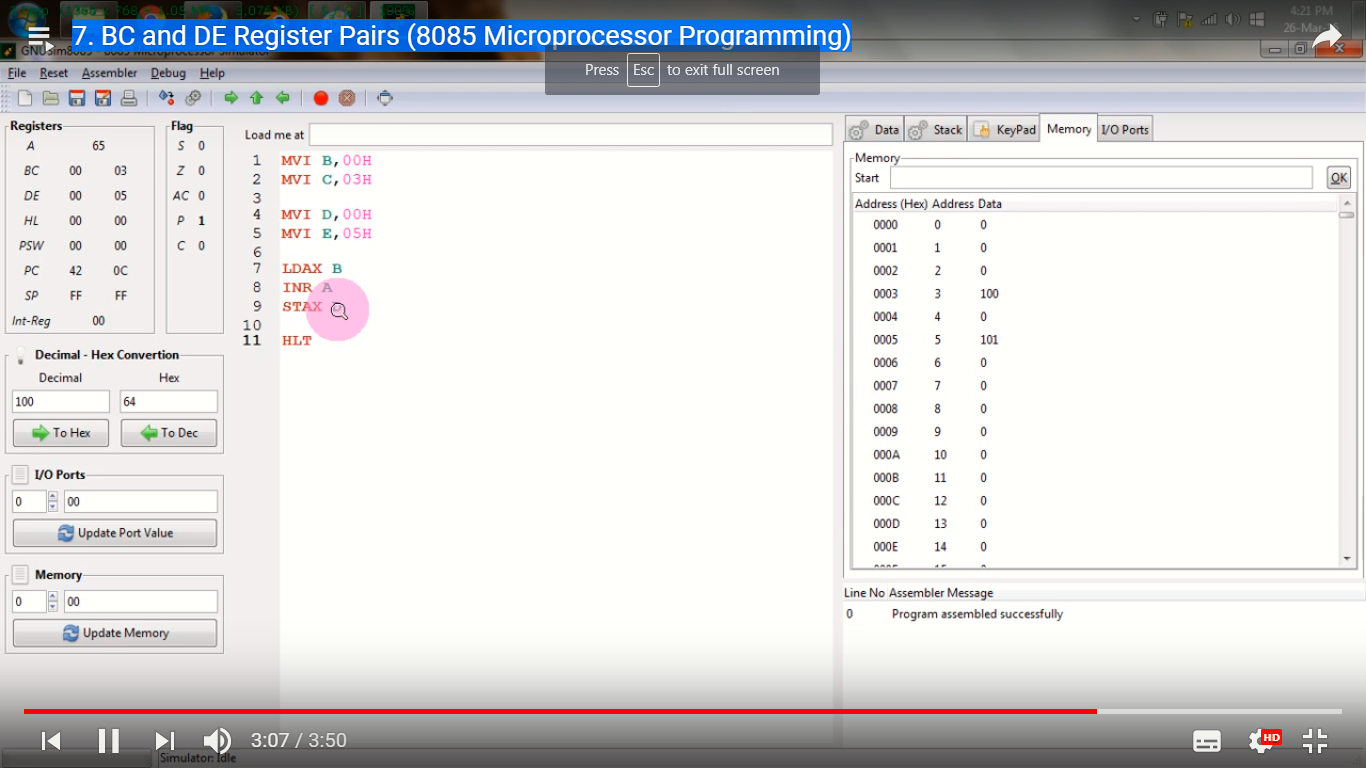 7. BC and DE Register Pairs (8085 Microprocessor Programming)
4:21 PM
Press Esc to exit full screen
File Reset Assembler Debug Help
Registers
A 65
BC 00 03
DE 00 05
HL 00 00
PSW 00 00
PC 42 0C
SP FF FF
Int-Reg 00
Flag
S 0
Z 0
AC 0
P 1
C 0
Decimal - Hex Convertion
Decimal Hex
100 64
To Hex To Dec
I/O Ports
0 00
Update Port Value
Memory
0 00
Update Memory
Load me at
1 MVI B,00H
2 MVI C,03H
3
4 MVI D,00H
5 MVI E,05H
6
7 LDAX B
8 INR A
9 STAX
10
11 HLT
Data Stack KeyPad Memory I/O Ports
Memory
Start OK
Address (Hex) Address Data
0000 0 0
0001 1 0
0002 2 0
0003 3 100
0004 4 0
0005 5 101
0006 6 0
0007 7 0
0008 8 0
0009 9 0
000A 10 0
000B 11 0
000C 12 0
000D 13 0
000E 14 0
Line No Assembler Message
0 Program assembled successfully
3:07 / 3:50
HD
Simulator: Idle